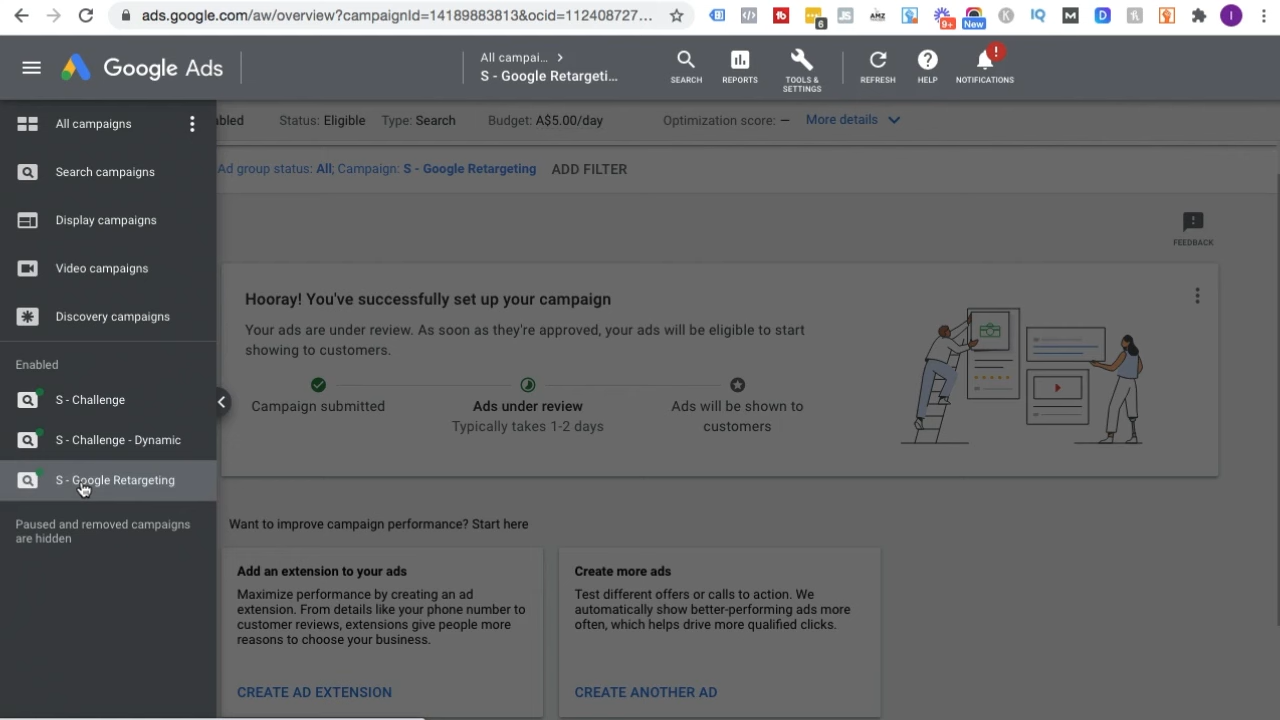 ads.google.com/aw/overview?campaignId=14189883813&ocid=112408727...
6
JS
AMZ
9+
New
K
IQ
M
D
I
Google Ads
All campai...
S - Google Retargeti...
SEARCH
REPORTS
TOOLS &
SETTINGS
REFRESH
HELP
NOTIFICATIONS
All campaigns
Search campaigns
Display campaigns
Video campaigns
Discovery campaigns
Enabled
S - Challenge
S - Challenge - Dynamic
S - Google Retargeting
Paused and removed campaigns
are hidden
Status: Eligible Type: Search Budget: A$5.00/day Optimization score: — More details
Ad group status: All; Campaign: S - Google Retargeting ADD FILTER
FEEDBACK
Hooray! You've successfully set up your campaign
Your ads are under review. As soon as they're approved, your ads will be eligible to start
showing to customers.
Campaign submitted
Ads under review
Typically takes 1-2 days
Ads will be shown to
customers
Want to improve campaign performance? Start here
Add an extension to your ads
Maximize performance by creating an ad
extension. From details like your phone number to
customer reviews, extensions give people more
reasons to choose your business.
CREATE AD EXTENSION
Create more ads
Test different offers or calls to action. We
automatically show better-performing ads more
often, which helps drive more qualified clicks.
CREATE ANOTHER AD